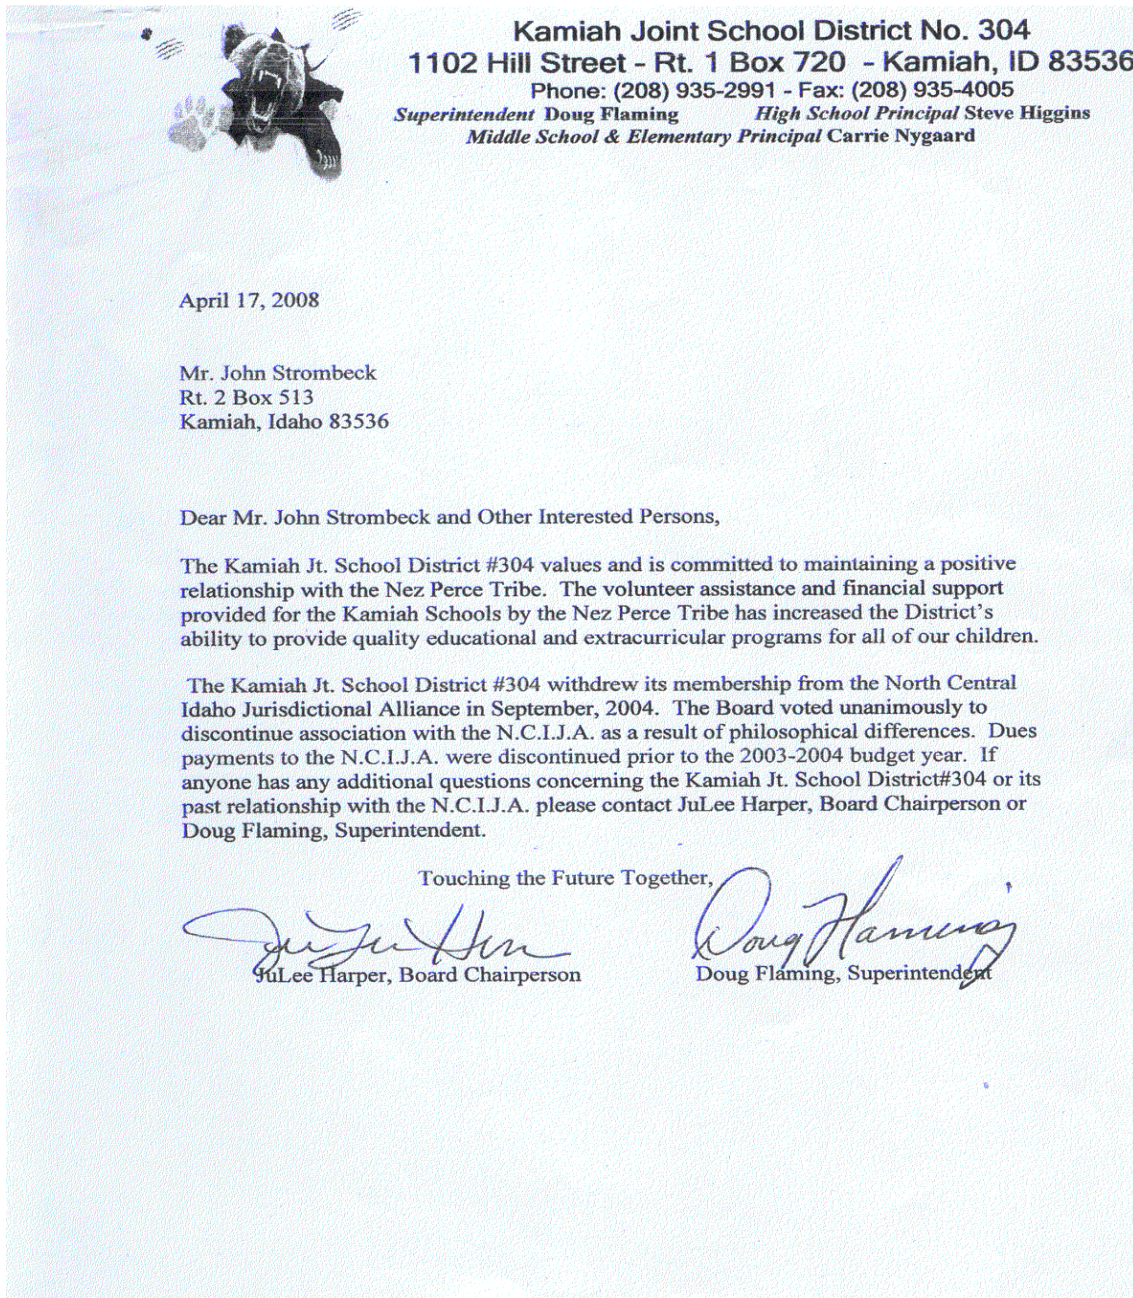 Kamiah Joint School District No. 304
1102 Hill Street - Rt. 1 Box 720 - Kamiah, ID 83536
Phone: (208) 935-2991 - Fax: (208) 935-4005
Superintendent Doug Flaming High School Principal Steve Higgins
Middle School & Elementary Principal Carrie Nygaard
April 17, 2008
Mr. John Strombeck
Rt. 2 Box 513
Kamiah, Idaho 83536
Dear Mr. John Strombeck and Other Interested Persons,
The Kamiah Jt. School District #304 values and is committed to maintaining a positive
relationship with the Nez Perce Tribe. The volunteer assistance and financial support
provided for the Kamiah Schools by the Nez Perce Tribe has increased the District's
ability to provide quality educational and extracurricular programs for all of our children.
The Kamiah Jt. School District #304 withdrew its membership from the North Central
Idaho Jurisdictional Alliance in September, 2004. The Board voted unanimously to
discontinue association with the N.C.I.J.A. as a result of philosophical differences. Dues
payments to the N.C.I.J.A. were discontinued prior to the 2003-2004 budget year. If
anyone has any additional questions concerning the Kamiah Jt. School District#304 or its
past relationship with the N.C.I.J.A. please contact JuLee Harper, Board Chairperson or
Doug Flaming, Superintendent.
Touching the Future Together,
Doug Flaming
JuLee Harper, Board Chairperson Doug Flaming, Superintendent